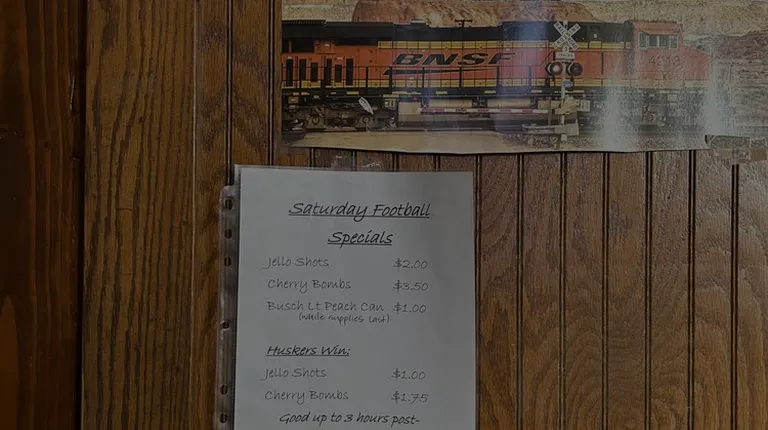 BNSF
4213
Saturday Football
Specials
Jello Shots $2.00
Cherry Bombs $3.50
Busch Lt Peach Can $1.00
(while supplies last)
Huskers Win:
Jello Shots $1.00
Cherry Bombs $1.75
Good up to 3 hours post-